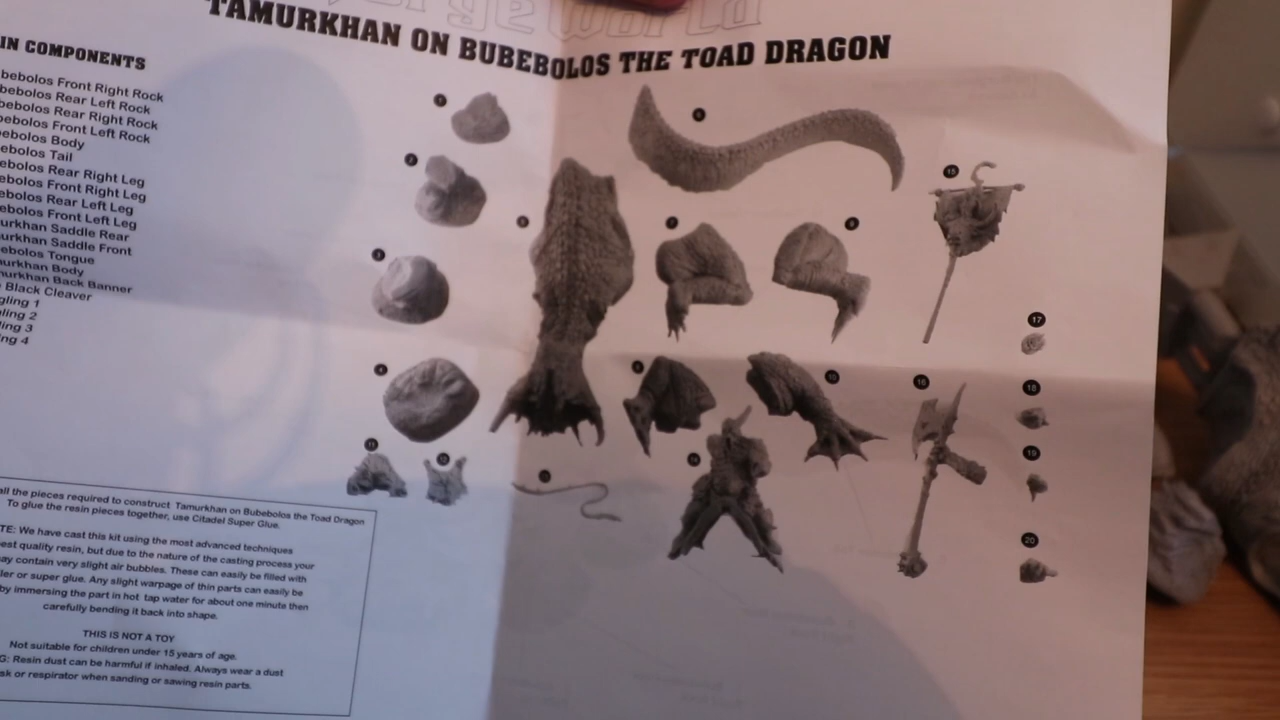 TAMURKHAN ON BUBEBOLOS THE TOAD DRAGON
IN COMPONENTS
bebolos Front Right Rock
bebolos Rear Left Rock
bebolos Rear Right Rock
ebolos Front Left Rock
ebolos Body
ebolos Tail
ebolos Rear Right Leg
ebolos Front Right Leg
ebolos Rear Left Leg
ebolos Front Left Leg
urkhan Saddle Rear
urkhan Saddle Front
ebolos Tongue
urkhan Body
urkhan Back Banner
Black Cleaver
gling 1
ling 2
ling 3
ing 4
15
17
10
16
18
19
20
all the pieces required to construct Tamurkhan on Bubebolos the Toad Dragon
To glue the resin pieces together, use Citadel Super Glue.
TE: We have cast this kit using the most advanced techniques
est quality resin, but due to the nature of the casting process your
ay contain very slight air bubbles. These can easily be filled with
ler or super glue. Any slight warpage of thin parts can easily be
by immersing the part in hot tap water for about one minute then
carefully bending it back into shape.
THIS IS NOT A TOY
Not suitable for children under 15 years of age.
G: Resin dust can be harmful if inhaled. Always wear a dust
sk or respirator when sanding or sawing resin parts.